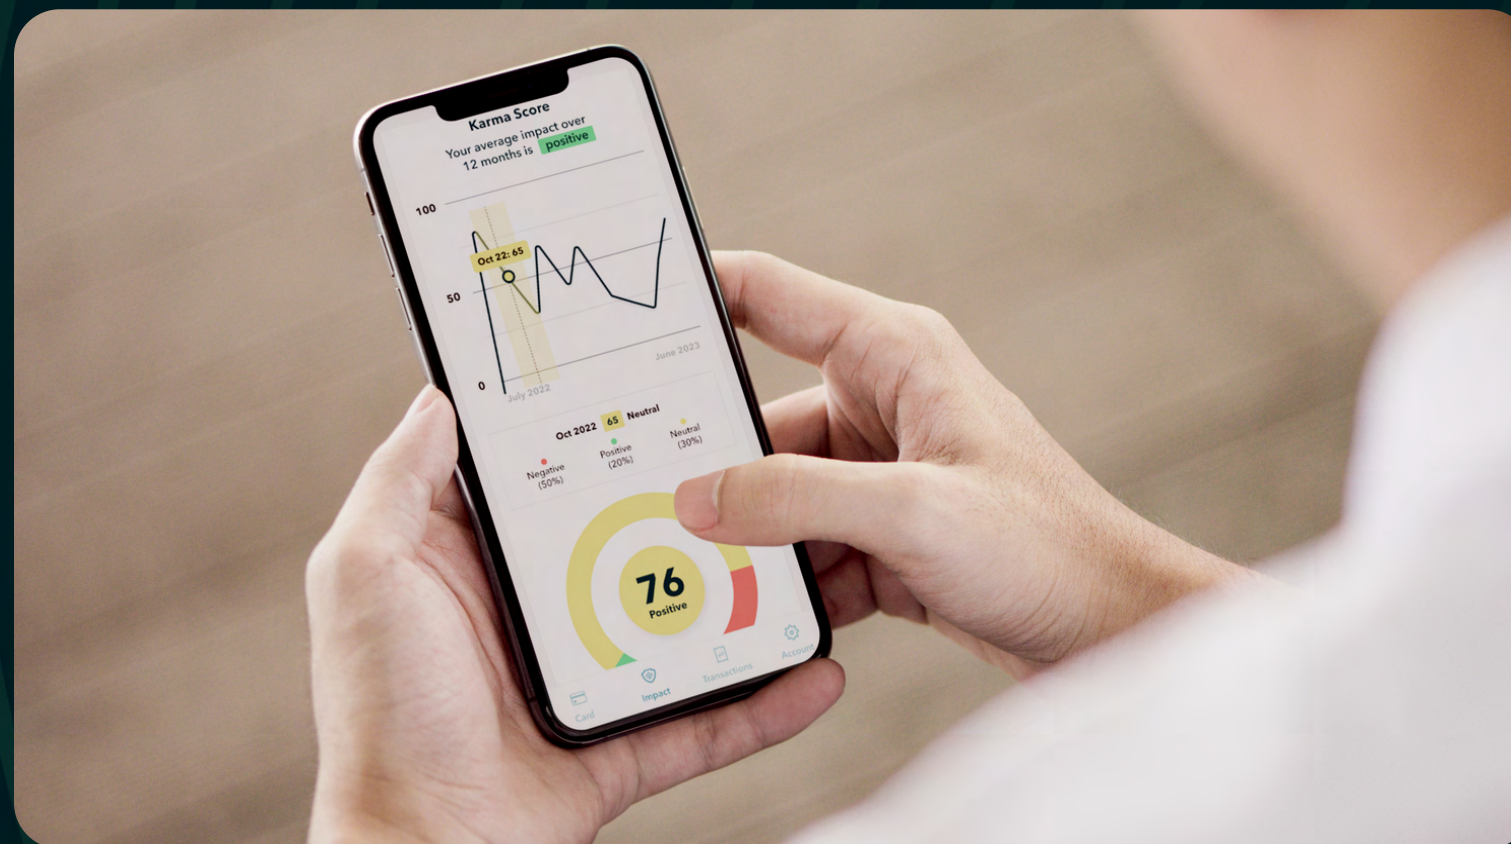 Karma Score
Your average impact over
12 months is positive
100
Oct 22: 65
50
0
July 2022
June 2023
Oct 2022 65 Neutral
Negative
(50%)
Positive
(20%)
Neutral
(30%)
76
Positive
Card
Impact
Transactions
Account